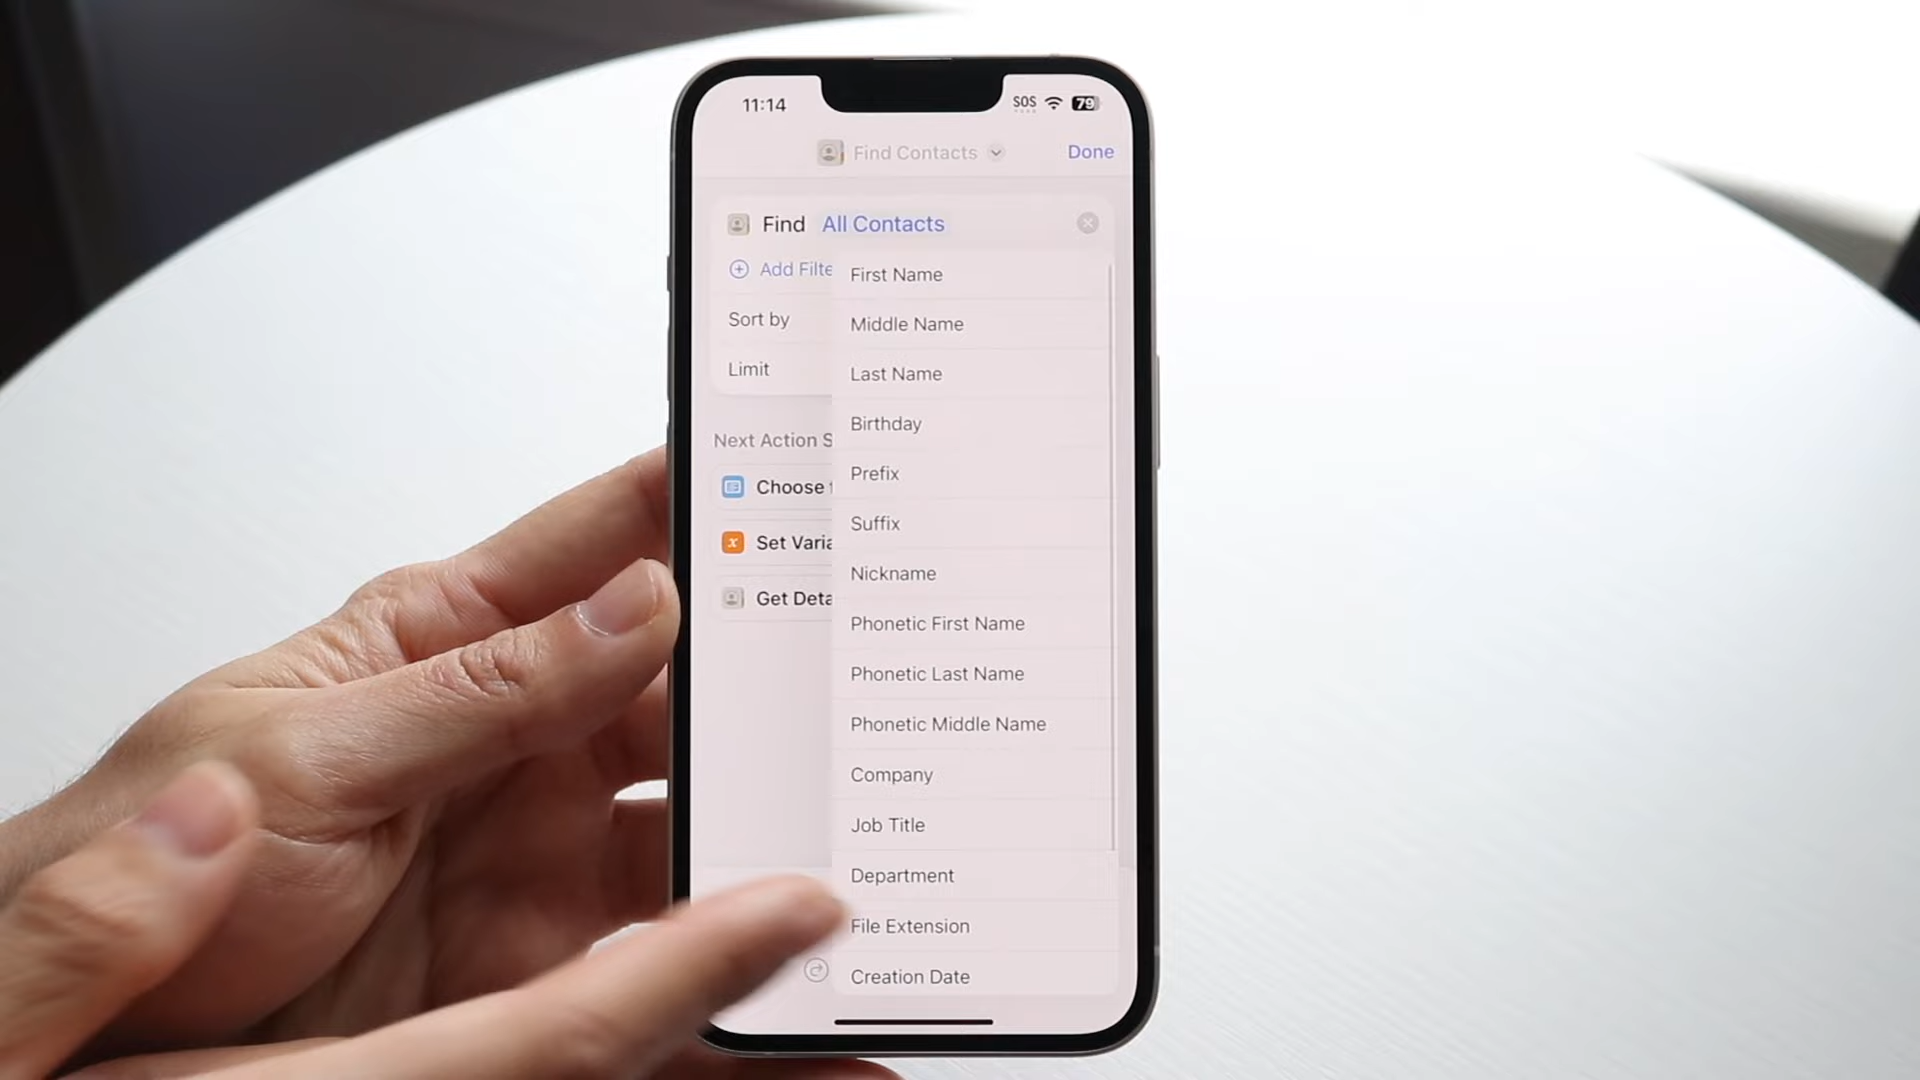 11:14
SOS
79
Find Contacts
Done
Find All Contacts
Add Filte
First Name
Middle Name
Sort by
Limit
Last Name
Birthday
Next Action S
Prefix
Choose f
Suffix
Set Varia
Nickname
Get Deta
Phonetic First Name
Phonetic Last Name
Phonetic Middle Name
Company
Job Title
Department
File Extension
Creation Date